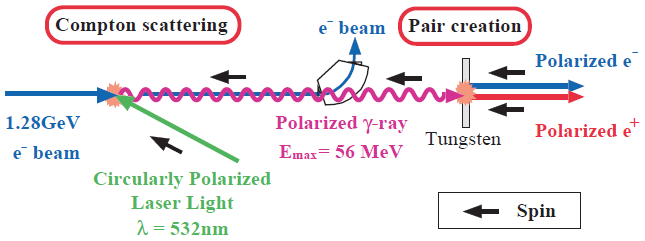 Compton scattering
e⁻ beam
Pair creation
Polarized e⁻
1.28GeV
e⁻ beam
Polarized γ-ray
Eₘₐₓ= 56 MeV
Tungsten
Polarized e⁺
Circularly Polarized
Laser Light
λ = 532nm
Spin